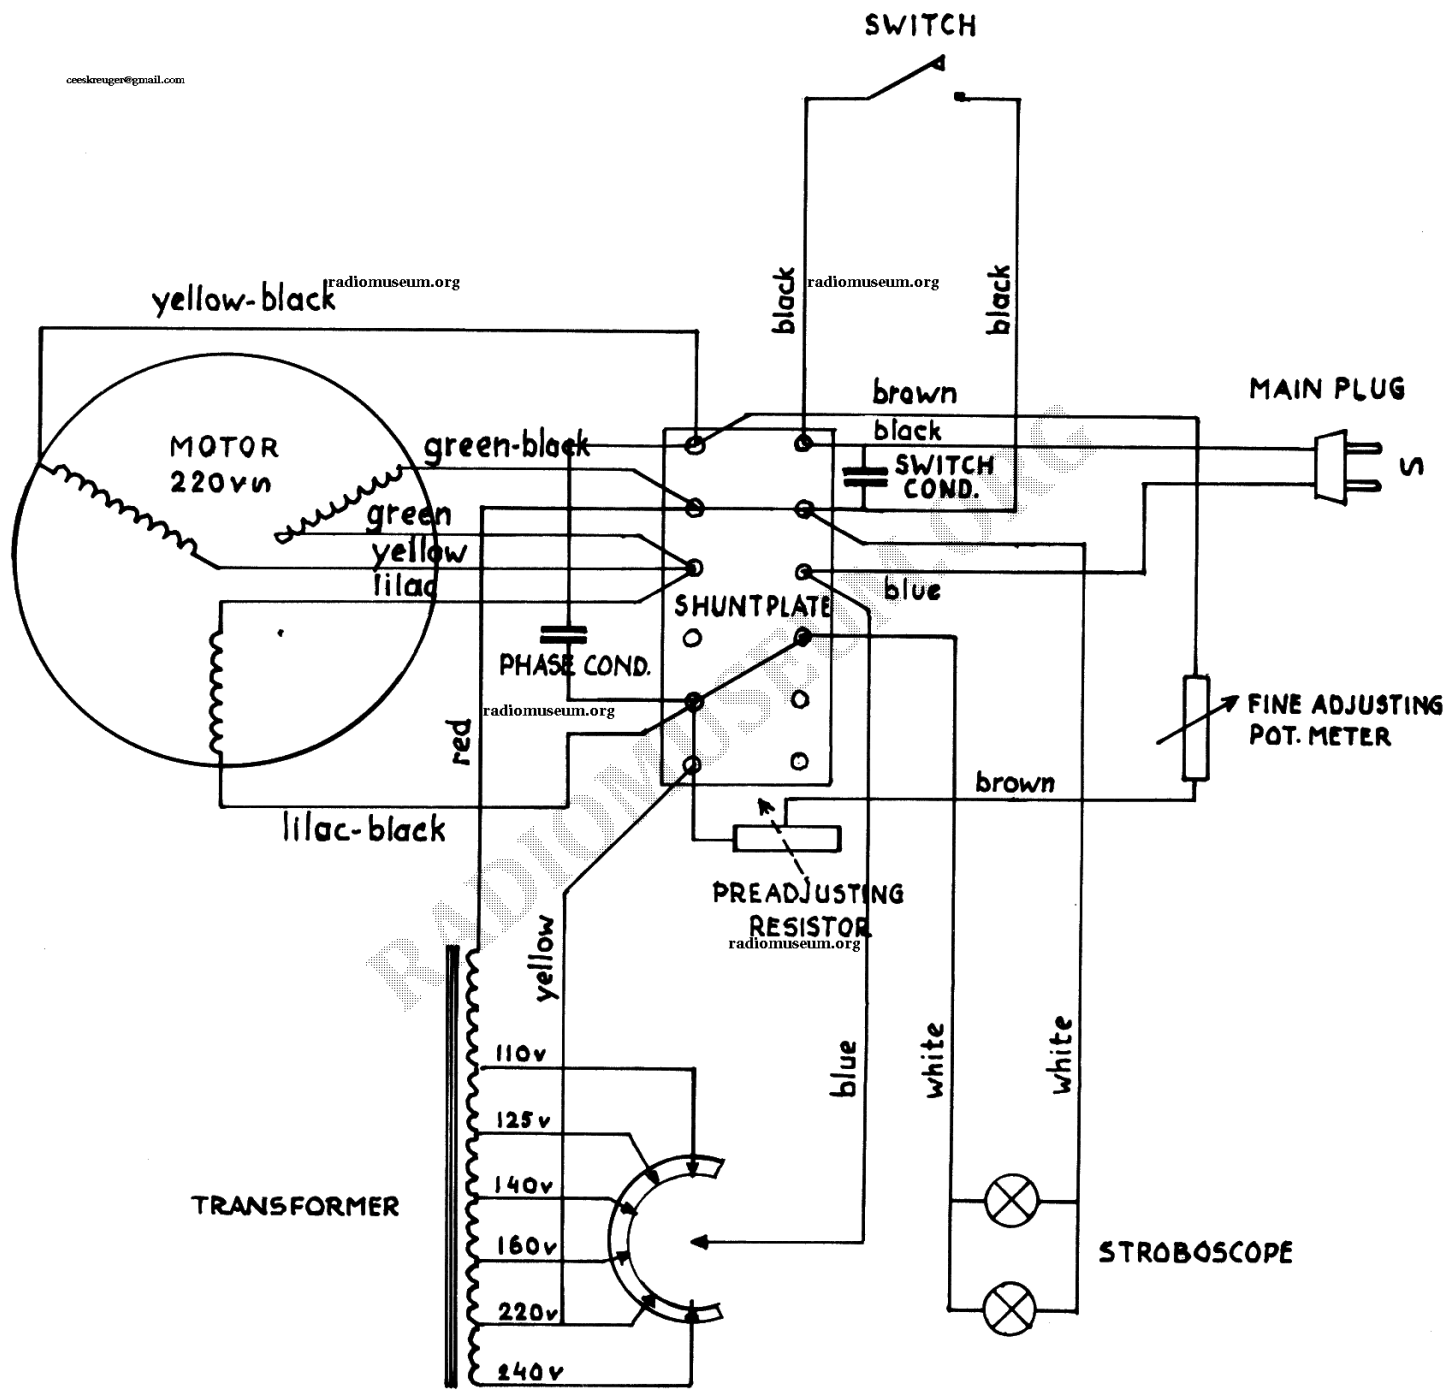 SWITCH
ceeskreuger@gmail.com
yellow-black
radiomuseum.org
black
radiomuseum.org
black
MOTOR
220V
green-black
green
yellow
lilac
brown
black
SWITCH
COND.
MAIN PLUG
blue
SHUNTPLATE
PHASE COND.
radiomuseum.org
red
FINE ADJUSTING
POT. METER
brown
lilac-black
PREADJUSTING
RESISTOR
radiomuseum.org
RADIOMUSEUM.ORG
yellow
blue
white
white
110v
125v
140v
160v
220v
240v
TRANSFORMER
STROBOSCOPE